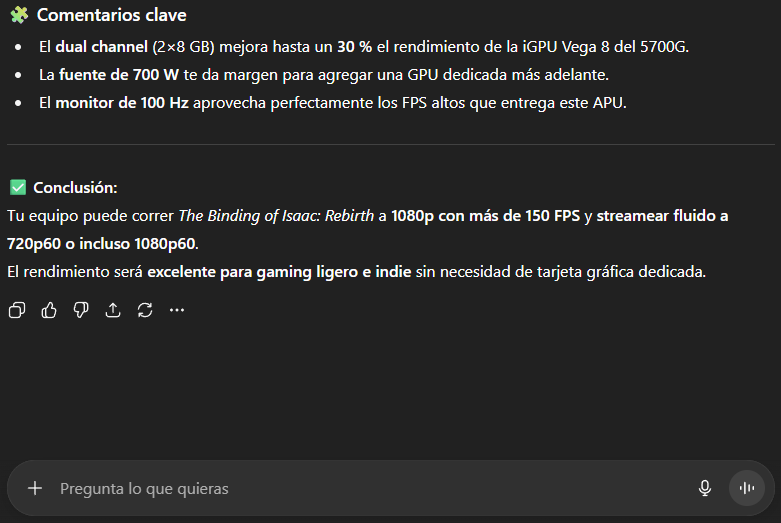 🧩 Comentarios clave
• El dual channel (2×8 GB) mejora hasta un 30 % el rendimiento de la iGPU Vega 8 del 5700G.
• La fuente de 700 W te da margen para agregar una GPU dedicada más adelante.
• El monitor de 100 Hz aprovecha perfectamente los FPS altos que entrega este APU.
✅ Conclusión:
Tu equipo puede correr The Binding of Isaac: Rebirth a 1080p con más de 150 FPS y streamear fluido a
720p60 o incluso 1080p60.
El rendimiento será excelente para gaming ligero e indie sin necesidad de tarjeta gráfica dedicada.
Pregunta lo que quieras